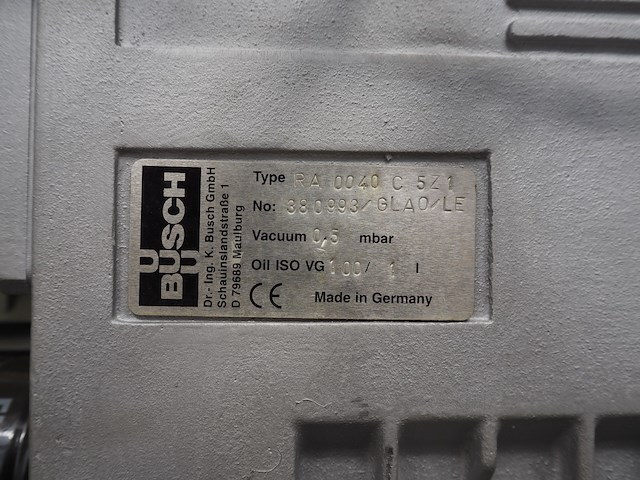 BUSCH
Dr.- Ing. K. Busch GmbH
Schauinslandstraße 1
D 79689 Maulburg
Type RA 0040 C 5Z1
No: 380993/GLAO/LE
Vacuum 0,5 mbar
Oil ISO VG 100/ 1 l
CE Made in Germany